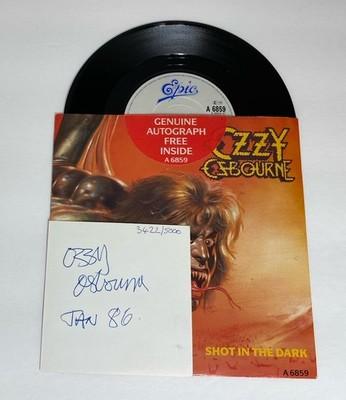 Epic
A 6859
GENUINE
AUTOGRAPH
FREE
INSIDE
A 6859
OZZY
OSBOURNE
3422/5000
OZZY
Osbourne
JAN 86.
SHOT IN THE DARK
A 6859